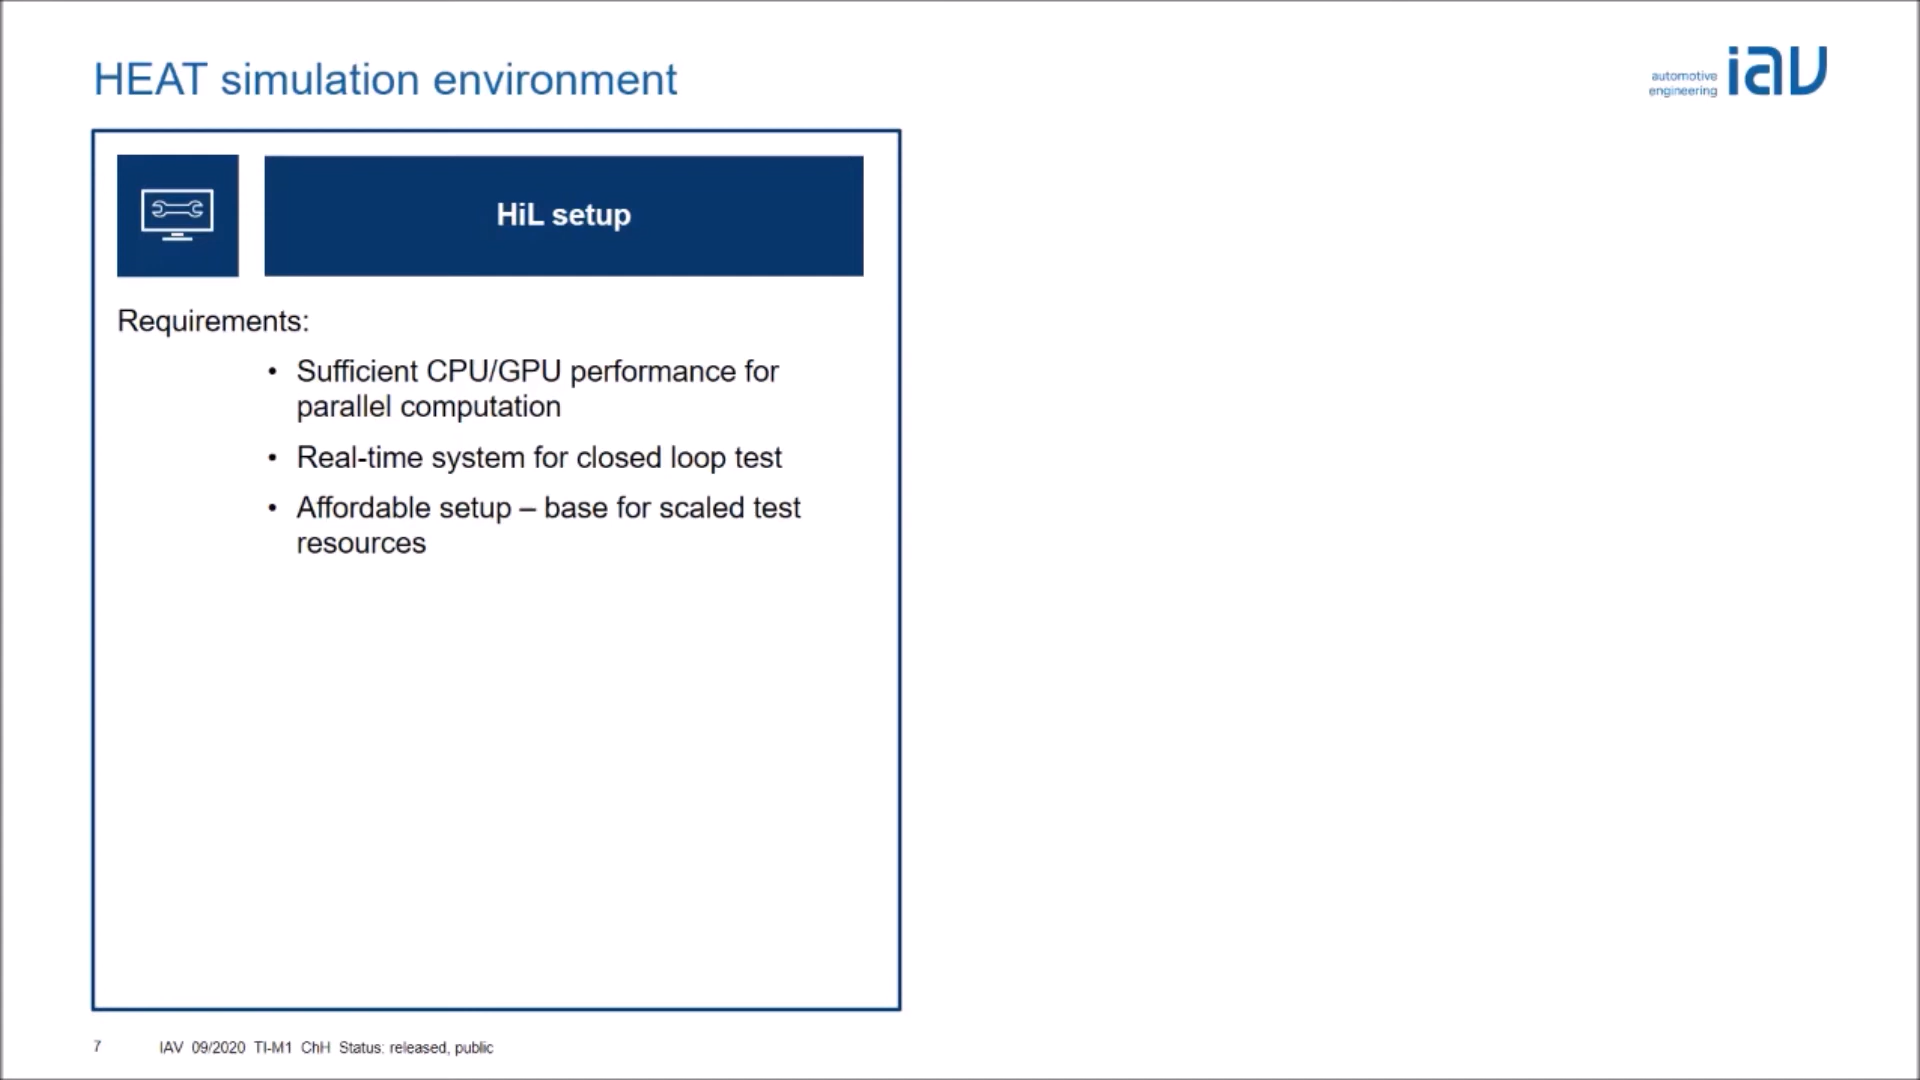 HEAT simulation environment
automotive
engineering
iav
HiL setup
Requirements:
• Sufficient CPU/GPU performance for
parallel computation
• Real-time system for closed loop test
• Affordable setup – base for scaled test
resources
7 IAV 09/2020 TI-M1 ChH Status: released, public